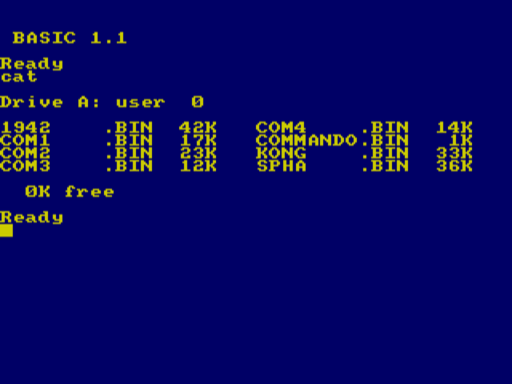 BASIC 1.1
Ready
cat
Drive A: user 0
1942 .BIN 42K COM4 .BIN 14K
COM1 .BIN 17K COMMANDO.BIN 1K
COM2 .BIN 23K KONG .BIN 33K
COM3 .BIN 12K SPHA .BIN 36K
0K free
Ready